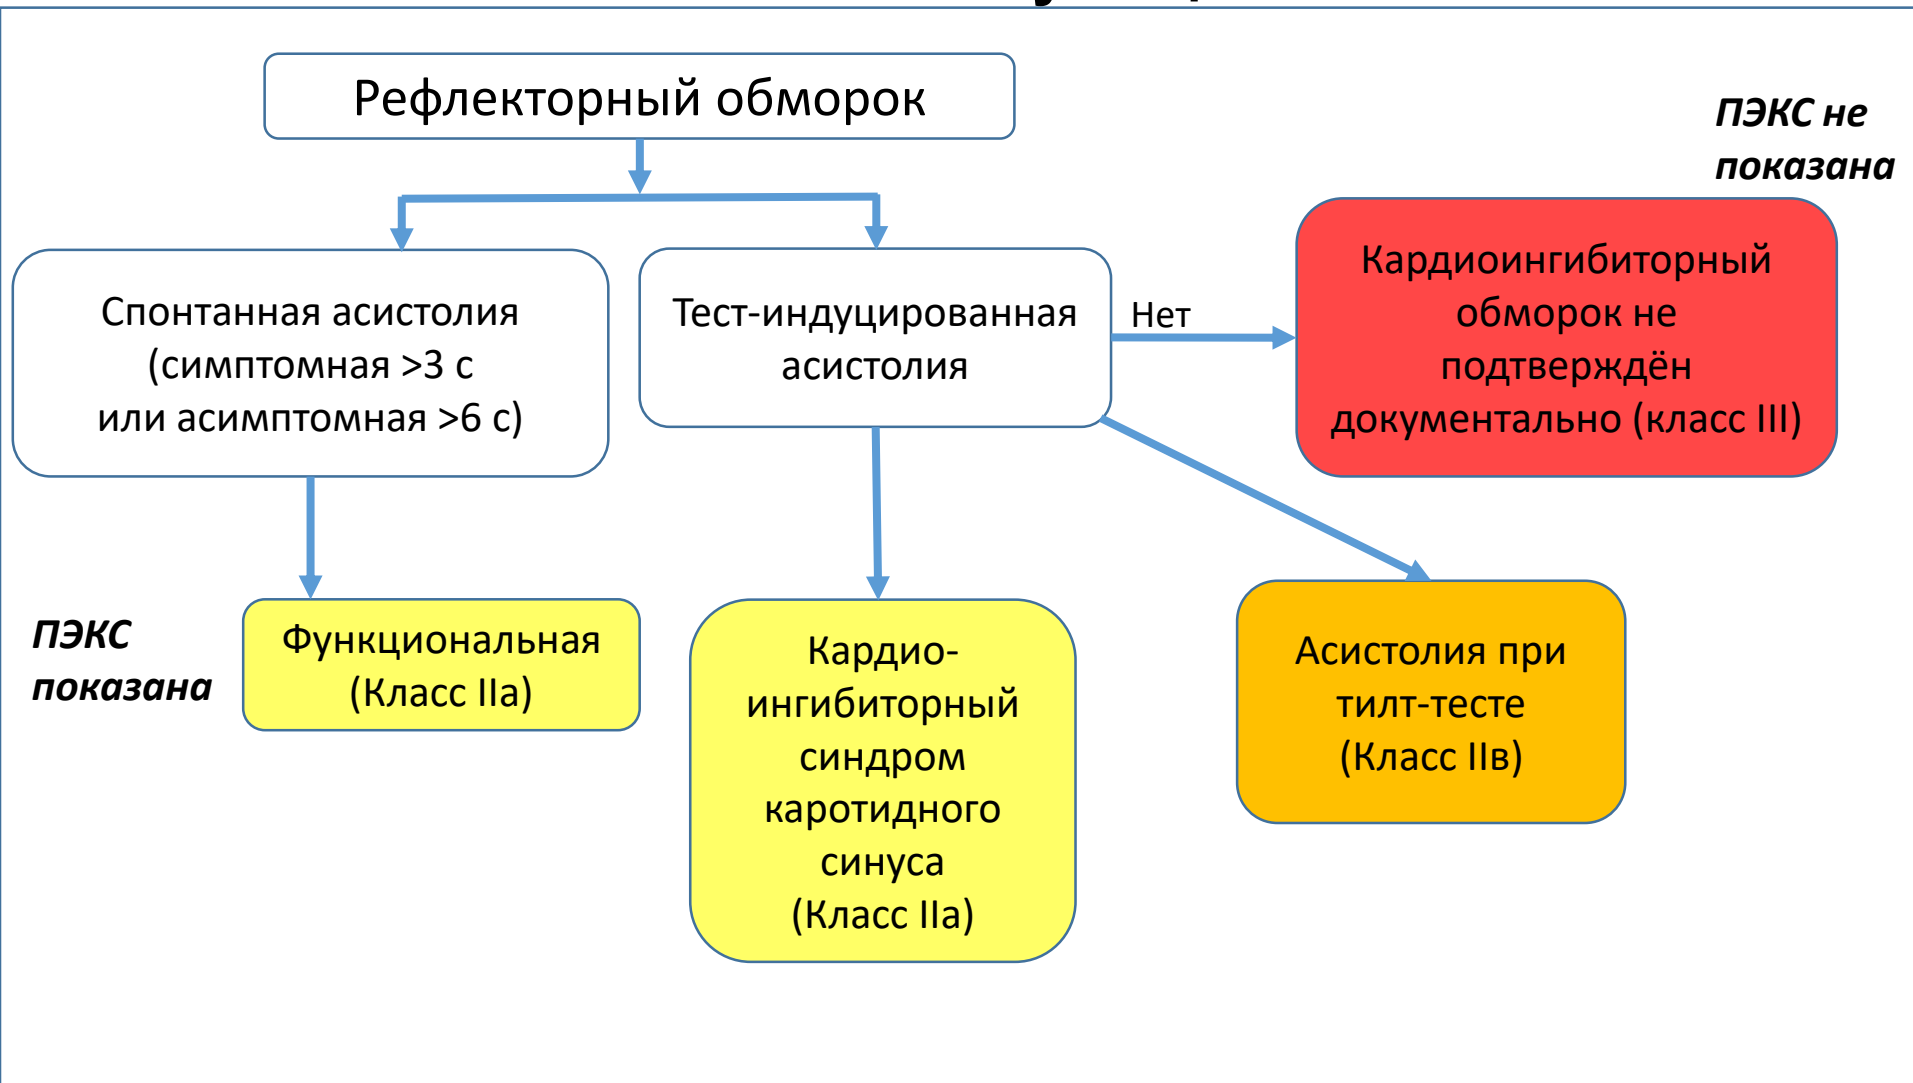 Рефлекторный обморок
ПЭКС не
показана
Спонтанная асистолия
(симптомная >3 с
или асимптомная >6 с)
Тест-индуцированная
асистолия
Нет
Кардиоингибиторный
обморок не
подтверждён
документально (класс III)
ПЭКС
показана
Функциональная
(Класс IIа)
Кардио-
ингибиторный
синдром
каротидного
синуса
(Класс IIа)
Асистолия при
тилт-тесте
(Класс IIв)